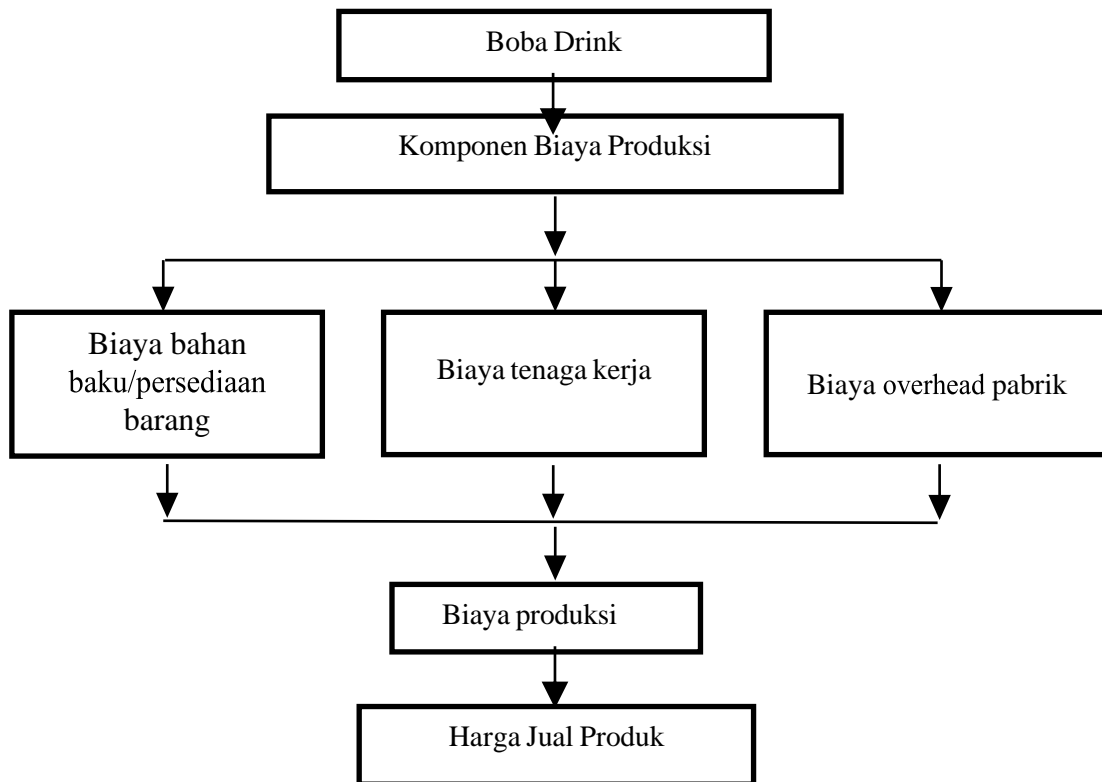 Boba Drink
Komponen Biaya Produksi
Biaya bahan
baku/persediaan
barang
Biaya tenaga kerja
Biaya overhead pabrik
Biaya produksi
Harga Jual Produk